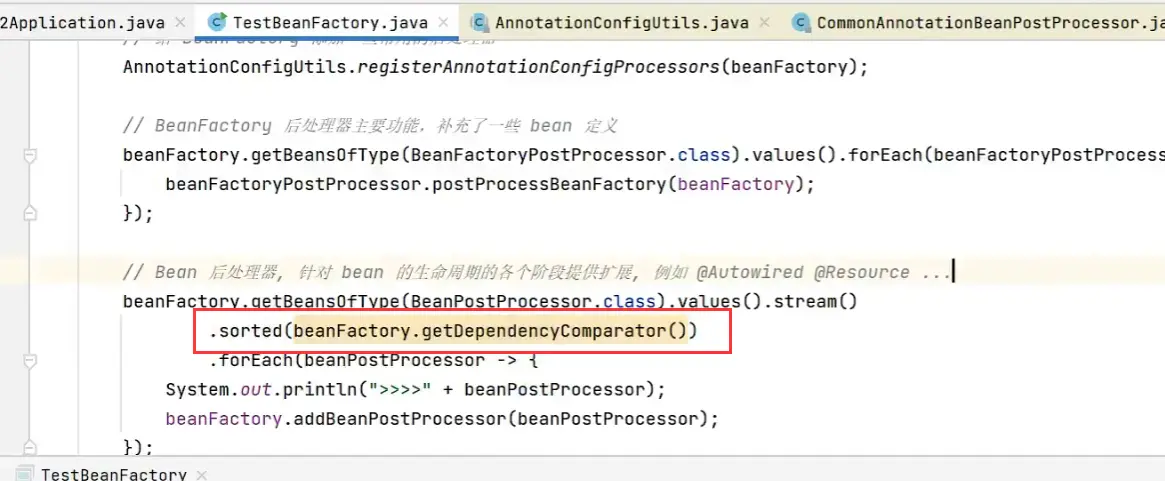 2Application.java × TestBeanFactory.java × AnnotationConfigUtils.java × CommonAnnotationBeanPostProcessor.ja
BeanFactory
AnnotationConfigUtils.registerAnnotationConfigProcessors(beanFactory);
// BeanFactory 后处理器主要功能，补充了一些 bean 定义
beanFactory.getBeansOfType(BeanFactoryPostProcessor.class).values().forEach(beanFactoryPostProcess
beanFactoryPostProcessor.postProcessBeanFactory(beanFactory);
});
// Bean 后处理器, 针对 bean 的生命周期的各个阶段提供扩展, 例如 @Autowired @Resource ...
beanFactory.getBeansOfType(BeanPostProcessor.class).values().stream()
.sorted(beanFactory.getDependencyComparator())
.forEach(beanPostProcessor -> {
System.out.println(">>>>" + beanPostProcessor);
beanFactory.addBeanPostProcessor(beanPostProcessor);
});
TestBeanFactory ×